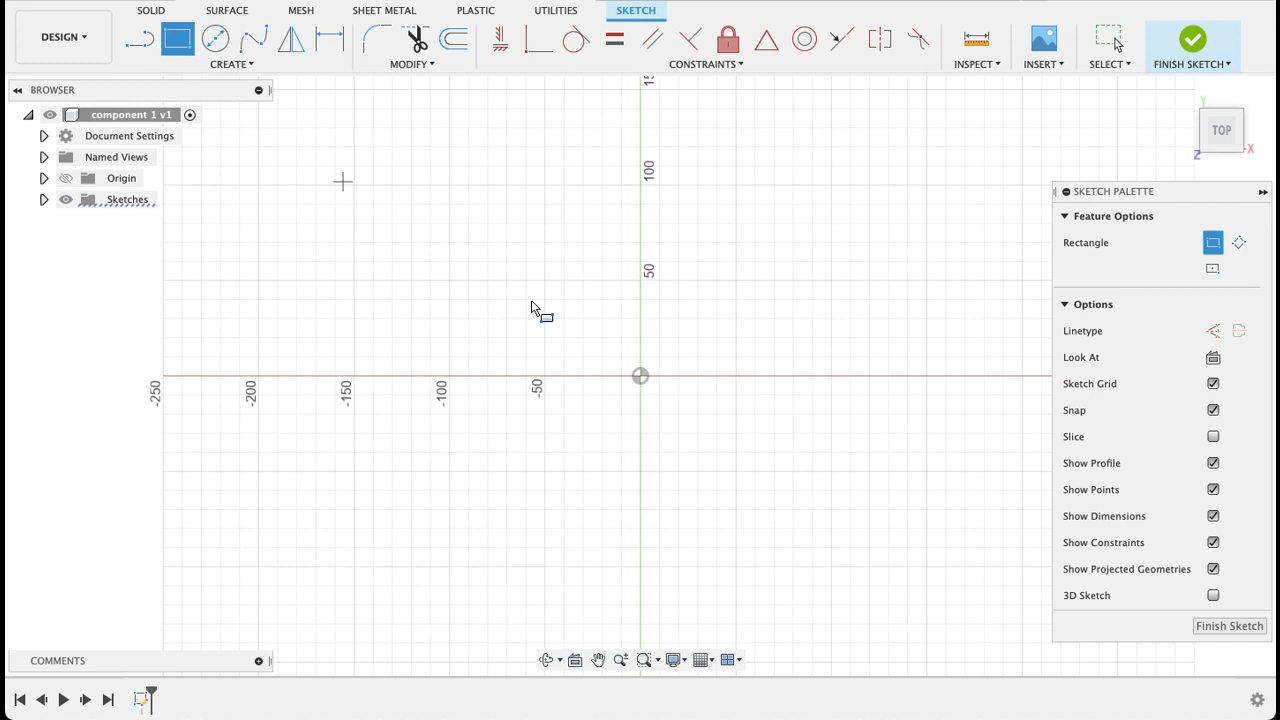 SOLID SURFACE MESH SHEET METAL PLASTIC UTILITIES SKETCH
DESIGN
CREATE MODIFY CONSTRAINTS INSPECT INSERT SELECT FINISH SKETCH
BROWSER
component 1 v1
Document Settings
Named Views
Origin
Sketches
100
50
-250 -200 -150 -100 -50
TOP
Y
X
Z
SKETCH PALETTE
Feature Options
Rectangle
Options
Linetype
Look At
Sketch Grid
Snap
Slice
Show Profile
Show Points
Show Dimensions
Show Constraints
Show Projected Geometries
3D Sketch
Finish Sketch
COMMENTS